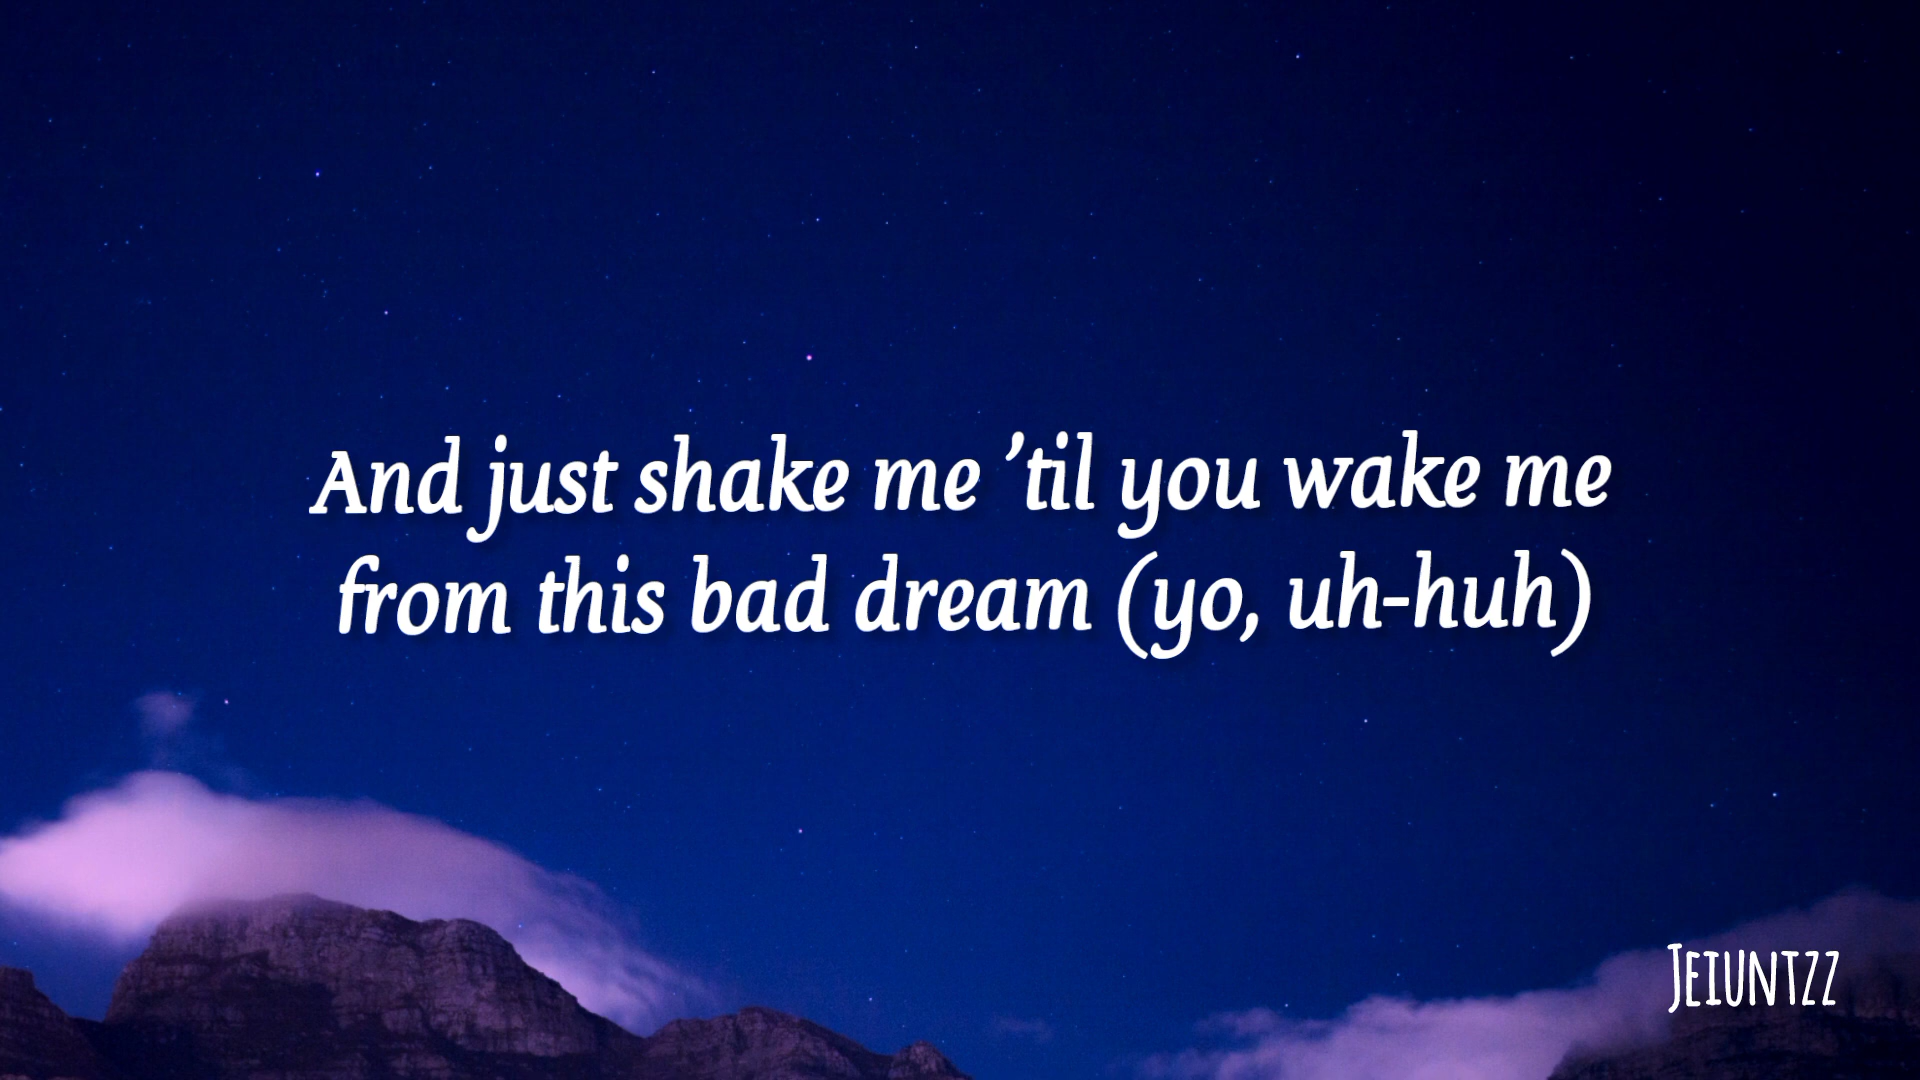 And just shake me ’til you wake me
from this bad dream (yo, uh-huh)
Jeiuntzz